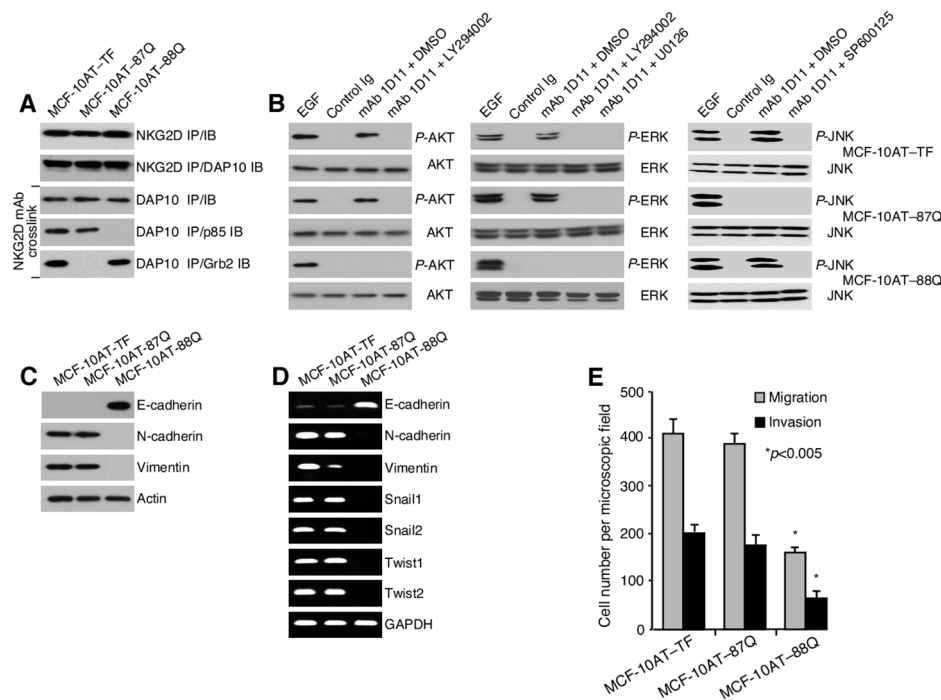 A
MCF-10AT–TF
MCF-10AT–87Q
MCF-10AT–88Q
NKG2D IP/IB
NKG2D IP/DAP10 IB
DAP10 IP/IB
DAP10 IP/p85 IB
DAP10 IP/Grb2 IB
NKG2D mAb
crosslink
B
EGF
Control Ig
mAb 1D11 + DMSO
mAb 1D11 + LY294002
P-AKT
AKT
P-AKT
AKT
P-AKT
AKT
EGF
Control Ig
mAb 1D11 + DMSO
mAb 1D11 + LY294002
mAb 1D11 + U0126
P-ERK
ERK
P-ERK
ERK
P-ERK
ERK
EGF
Control Ig
mAb 1D11 + DMSO
mAb 1D11 + SP600125
P-JNK
MCF-10AT–TF
JNK
P-JNK
MCF-10AT–87Q
JNK
P-JNK
MCF-10AT–88Q
JNK
C
MCF-10AT–TF
MCF-10AT–87Q
MCF-10AT–88Q
E-cadherin
N-cadherin
Vimentin
Actin
D
MCF-10AT–TF
MCF-10AT–87Q
MCF-10AT–88Q
E-cadherin
N-cadherin
Vimentin
Snail1
Snail2
Twist1
Twist2
GAPDH
E
Cell number per microscopic field
500
400
300
200
100
0
Migration
Invasion
*p<0.005
*
*
MCF-10AT–TF
MCF-10AT–87Q
MCF-10AT–88Q